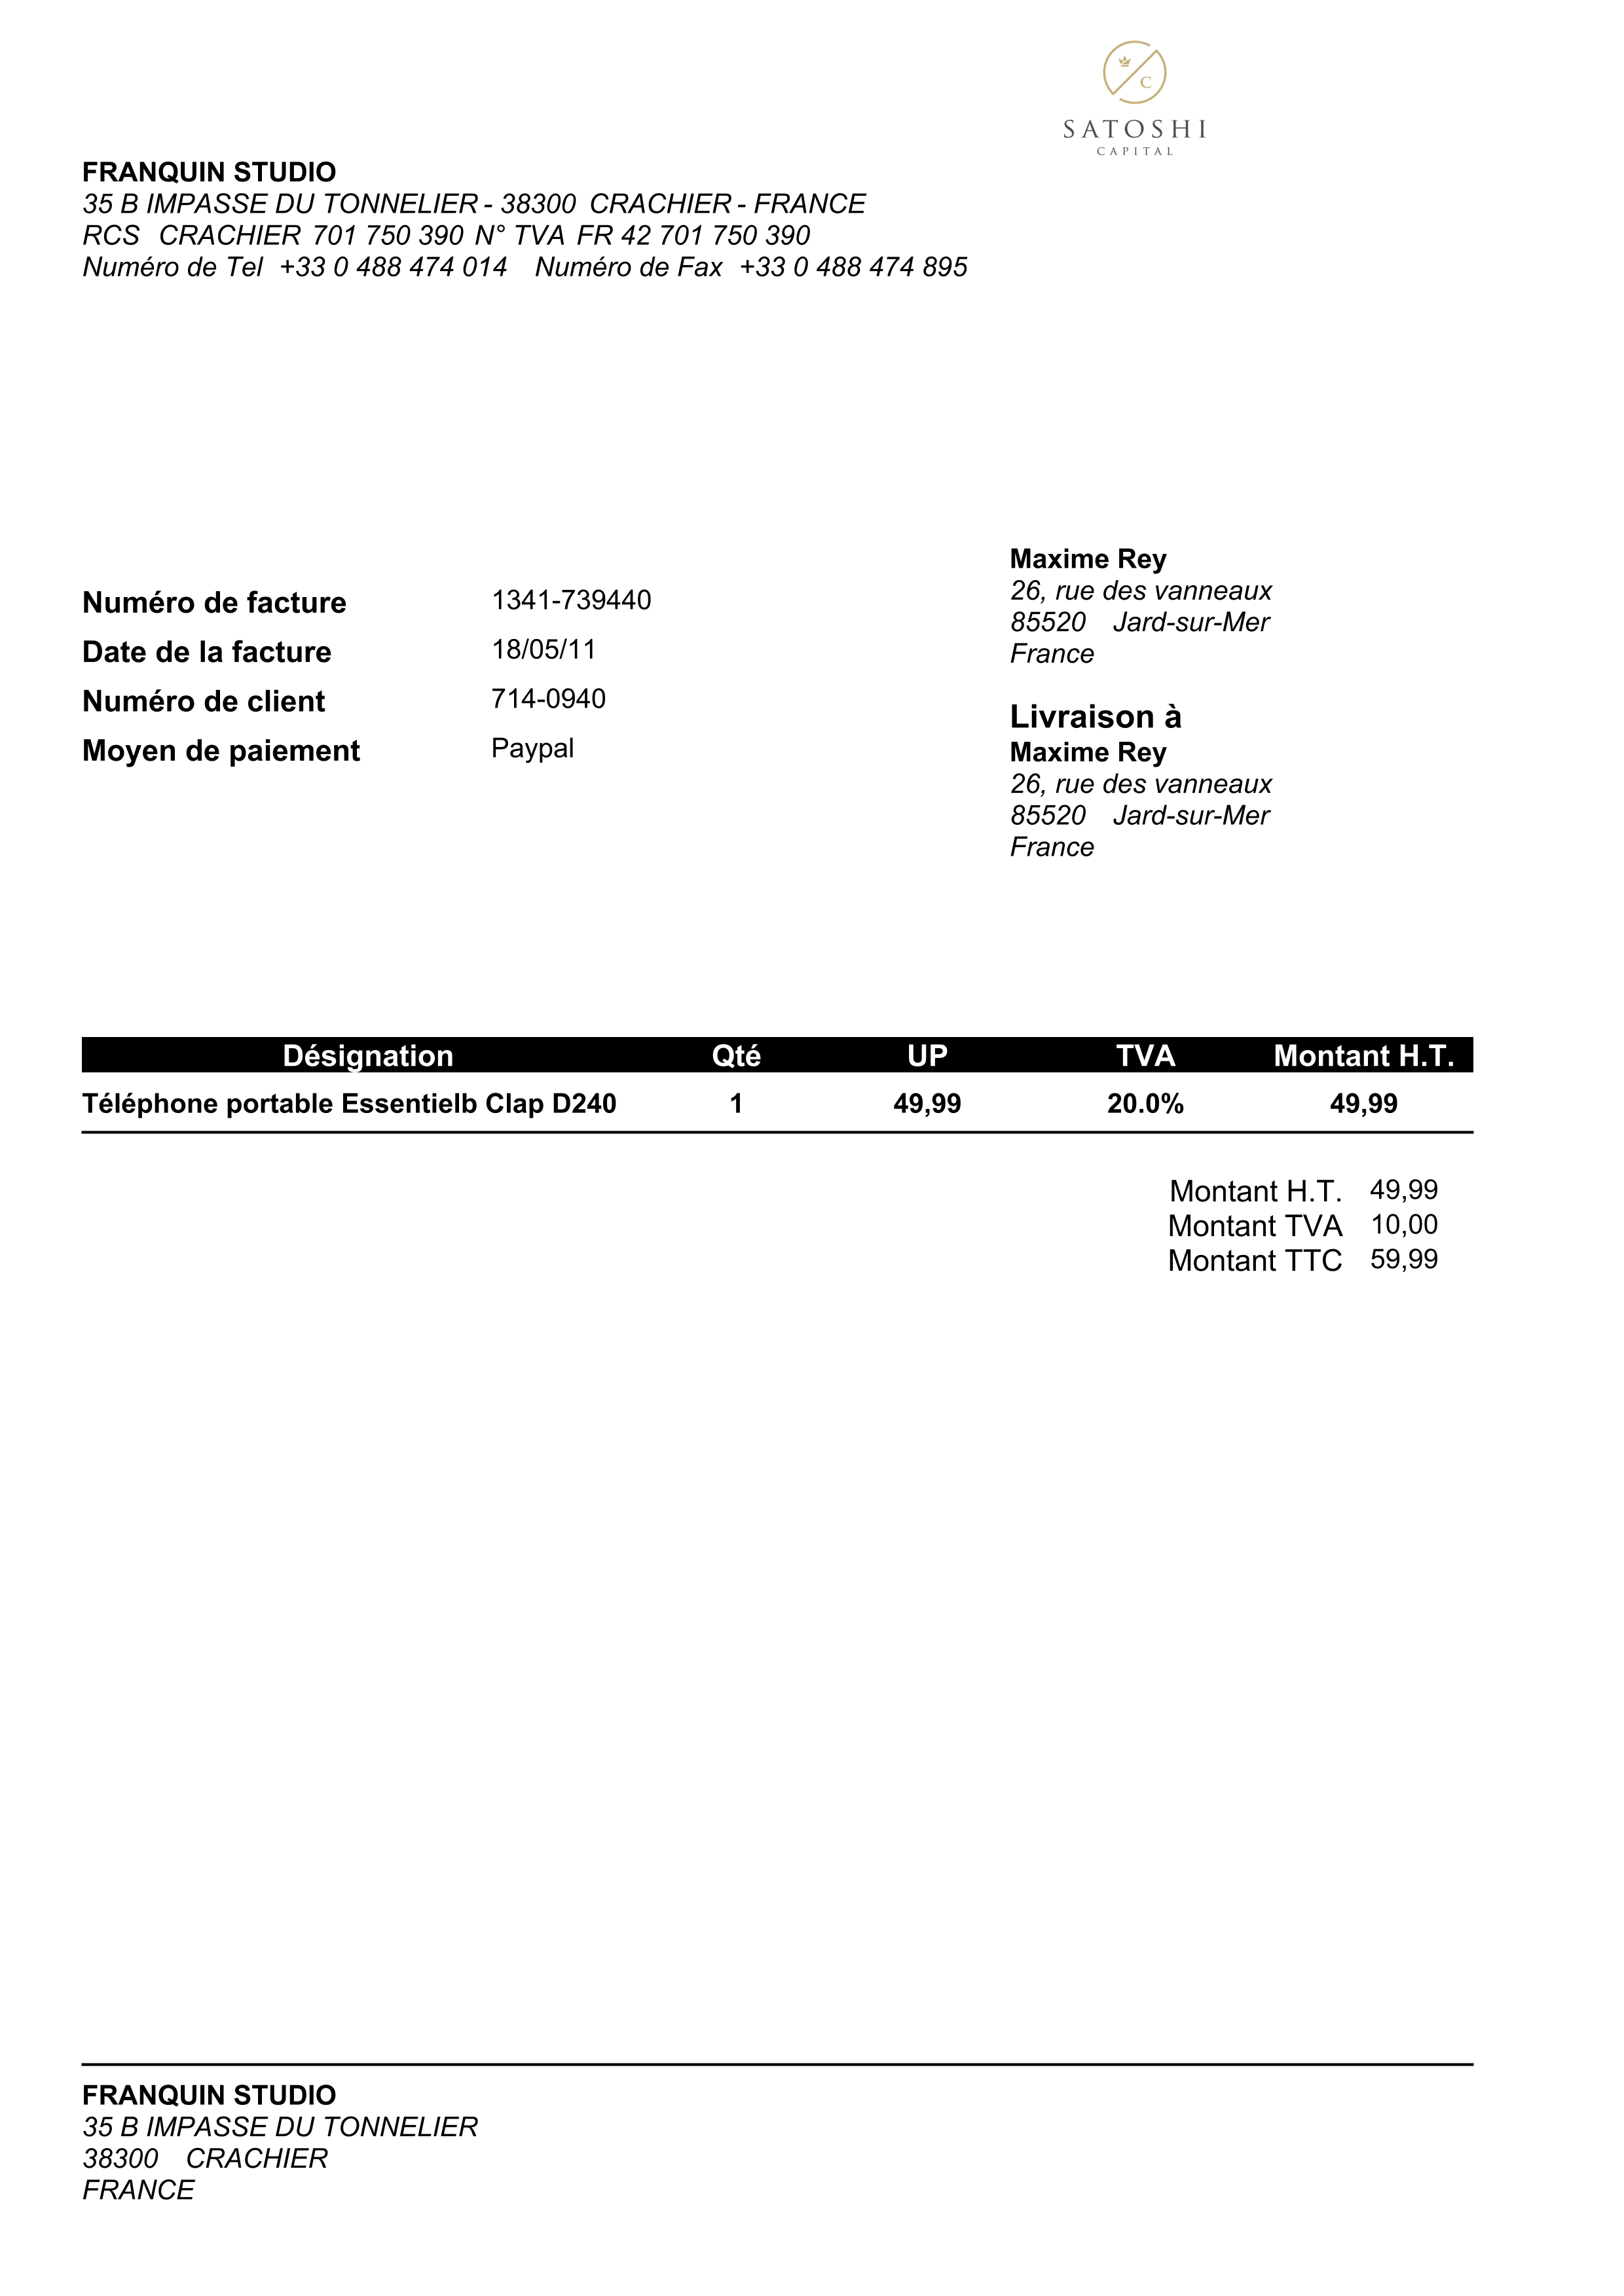 C
SATOSHI
CAPITAL
FRANQUIN STUDIO
35 B IMPASSE DU TONNELIER - 38300 CRACHIER - FRANCE
RCS CRACHIER 701 750 390 N° TVA FR 42 701 750 390
Numéro de Tel +33 0 488 474 014 Numéro de Fax +33 0 488 474 895
Maxime Rey
26, rue des vanneaux
85520 Jard-sur-Mer
France
Numéro de facture 1341-739440
Date de la facture 18/05/11
Numéro de client 714-0940
Moyen de paiement Paypal
Livraison à
Maxime Rey
26, rue des vanneaux
85520 Jard-sur-Mer
France
Désignation Qté UP TVA Montant H.T.
Téléphone portable Essentielb Clap D240 1 49,99 20.0% 49,99
Montant H.T. 49,99
Montant TVA 10,00
Montant TTC 59,99
FRANQUIN STUDIO
35 B IMPASSE DU TONNELIER
38300 CRACHIER
FRANCE